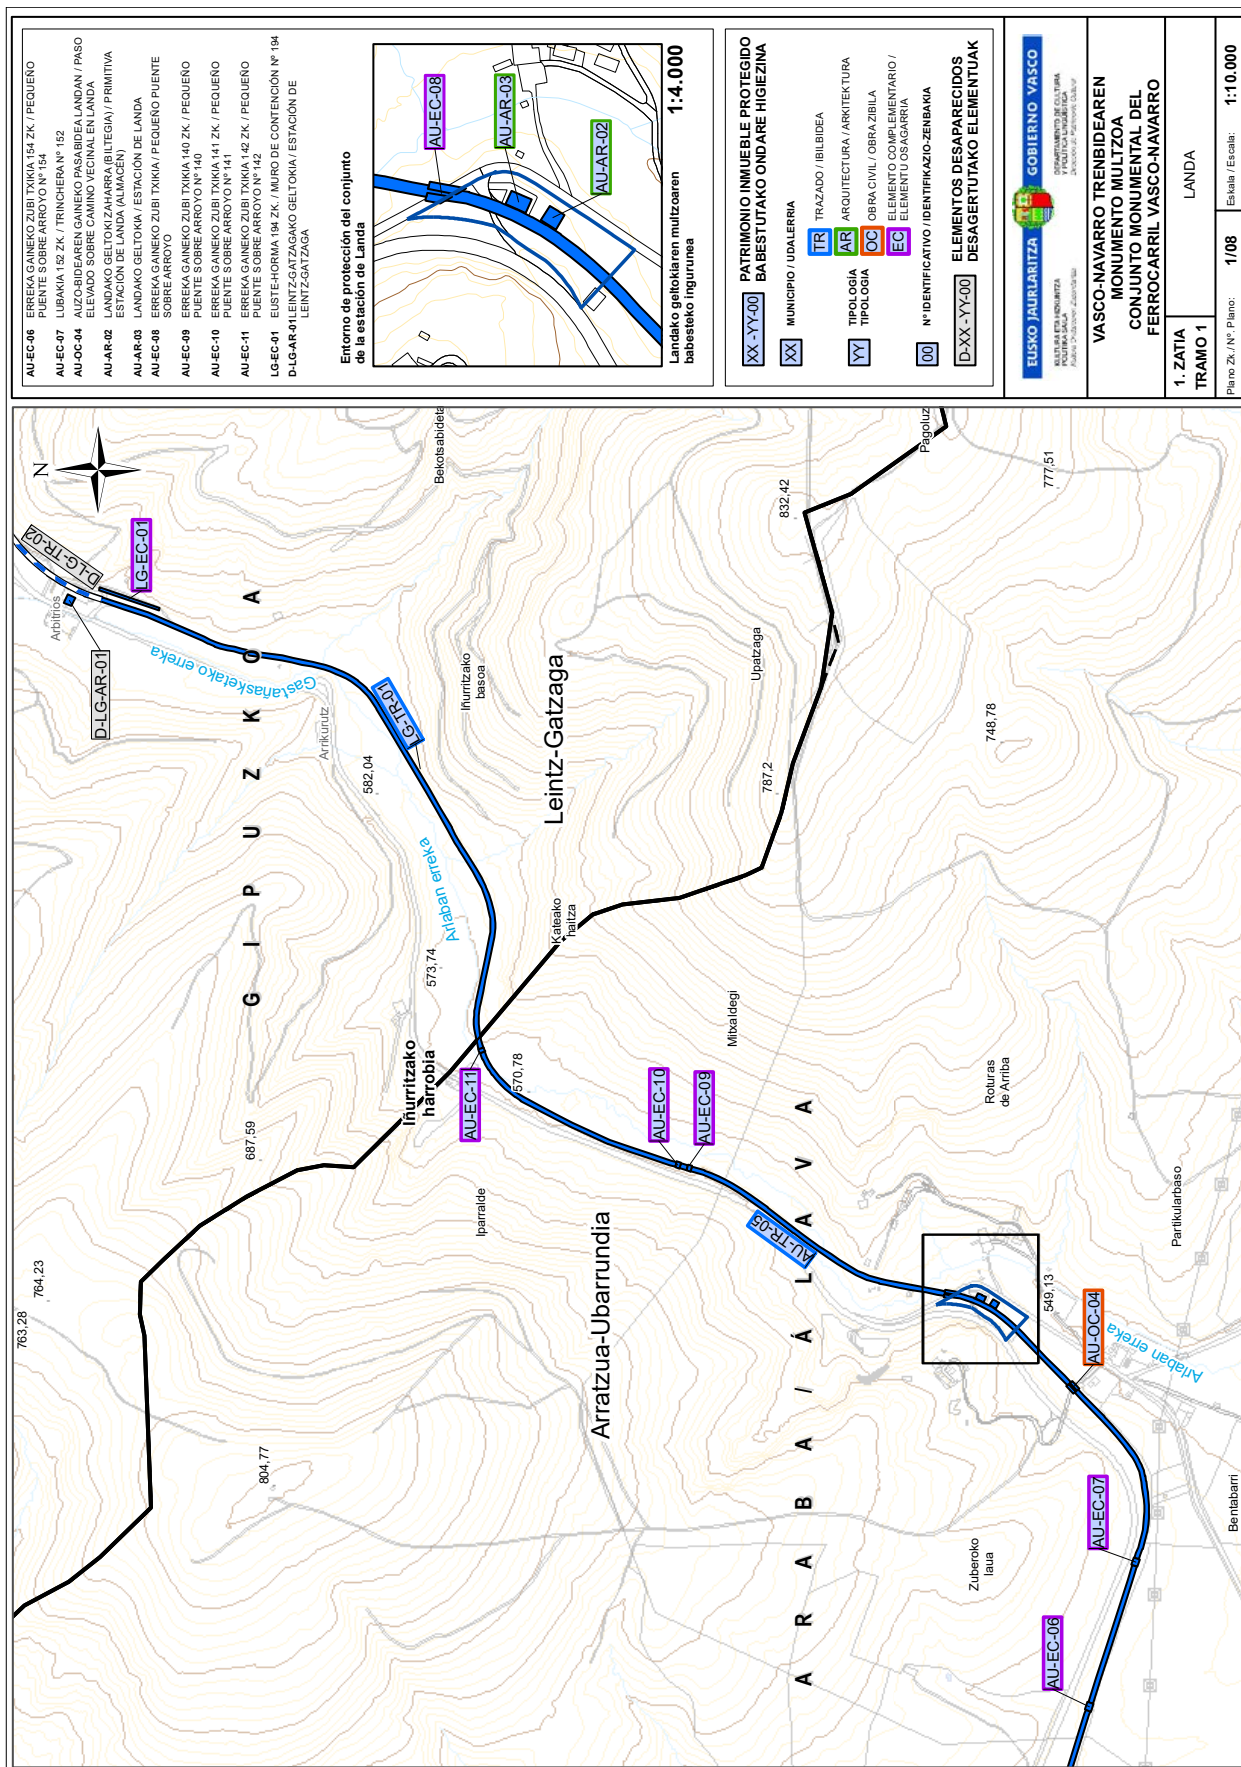 AU-EC-06 ERREKA GAINEKO ZUBI TXIKIA 154 ZK. / PEQUEÑO
PUENTE SOBRE ARROYO Nº 154
AU-EC-07 LUBAKIA 152 ZK. / TRINCHERA Nº 152
AU-OC-04 AUZO-BIDEAREN GAINEKO PASABIDEA LANDAN / PASO
ELEVADO SOBRE CAMINO VECINAL EN LANDA
AU-AR-02 LANDAKO GELTOKI ZAHARRA (BILTEGIA) / PRIMITIVA
ESTACIÓN DE LANDA (ALMACÉN)
AU-AR-03 LANDAKO GELTOKIA / ESTACIÓN DE LANDA
AU-EC-08 ERREKA GAINEKO ZUBI TXIKIA / PEQUEÑO PUENTE
SOBRE ARROYO
AU-EC-09 ERREKA GAINEKO ZUBI TXIKIA 140 ZK. / PEQUEÑO
PUENTE SOBRE ARROYO Nº 140
AU-EC-10 ERREKA GAINEKO ZUBI TXIKIA 141 ZK. / PEQUEÑO
PUENTE SOBRE ARROYO Nº 141
AU-EC-11 ERREKA GAINEKO ZUBI TXIKIA 142 ZK. / PEQUEÑO
PUENTE SOBRE ARROYO Nº 142
LG-EC-01 EUSTE-HORMA 194 ZK. / MURO DE CONTENCIÓN Nº 194
D-LG-AR-01 LEINTZ-GATZAGAKO GELTOKIA / ESTACIÓN DE
LEINTZ-GATZAGA
Entorno de protección del conjunto
de la estación de Landa
AU-EC-08
AU-AR-03
AU-AR-02
Landako geltokiaren multzoaren
babesteko ingurunea
1:4.000
XX -YY-00 PATRIMONIO INMUEBLE PROTEGIDO
BABESTUTAKO ONDARE HIGIEZINA
XX MUNICIPIO / UDALERRIA
YY TIPOLOGÍA
TIPOLOGIA
TR TRAZADO / IBILBIDEA
AR ARQUITECTURA / ARKITEKTURA
OC OBRA CIVIL / OBRA ZIBILA
EC ELEMENTO COMPLEMENTARIO /
ELEMENTU OSAGARRIA
00 Nº IDENTIFICATIVO / IDENTIFIKAZIO-ZENBAKIA
D-XX -YY-00 ELEMENTOS DESAPARECIDOS
DESAGERTUTAKO ELEMENTUAK
EUSKO JAURLARITZA GOBIERNO VASCO
KULTURA ETA HIZKUNTZA
POLITIKA SAILA
DEPARTAMENTO DE CULTURA
Y POLÍTICA LINGÜÍSTICA
VASCO-NAVARRO TRENBIDEAREN
MONUMENTO MULTZOA
CONJUNTO MONUMENTAL DEL
FERROCARRIL VASCO-NAVARRO
1. ZATIA
TRAMO 1
LANDA
Plano Zk. / Nº. Plano: 1/08
Eskala / Escala: 1:10.000
N
D-LG-TR-02
LG-EC-01
Arbitrios
D-LG-AR-01
Gastañasketako erreka
G I P U Z K O A
LG-TR-01
Arrikurutz
582,04
Iñurritzako
basoa
Bekotsabideta
Leintz-Gatzaga
Upatzaga
832,42
Pagoluz
777,51
748,78
787,2
Arlaban erreka
573,74
Kateako
haitza
Iñurritzako
harrobia
AU-EC-11
570,78
687,59
Iparralde
AU-EC-10
AU-EC-09
Mitxaldegi
AU-TR-05
Arratzua-Ubarrundia
A R A B A / Á L A V A
Roturas
de Arriba
Partikularbaso
763,28
764,23
804,77
549,13
AU-OC-04
Arlaban erreka
AU-EC-07
Zuberoko
laua
AU-EC-06
Bentabarri